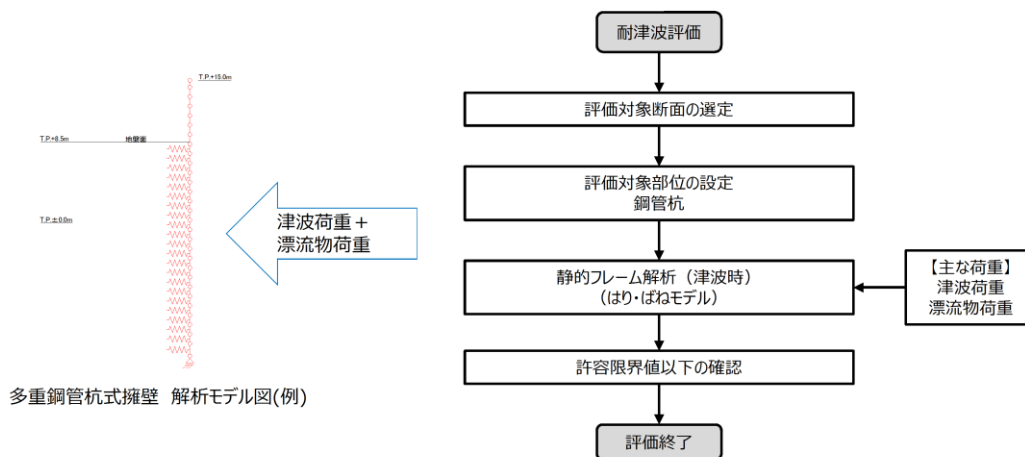 T.P.+15.0m
T.P.+8.5m
地盤面
T.P.±0.0m
津波荷重＋
漂流物荷重
多重鋼管杭式擁壁 解析モデル図(例)
耐津波評価
評価対象断面の選定
評価対象部位の設定
鋼管杭
静的フレーム解析（津波時）
（はり・ばねモデル）
【主な荷重】
津波荷重
漂流物荷重
許容限界値以下の確認
評価終了